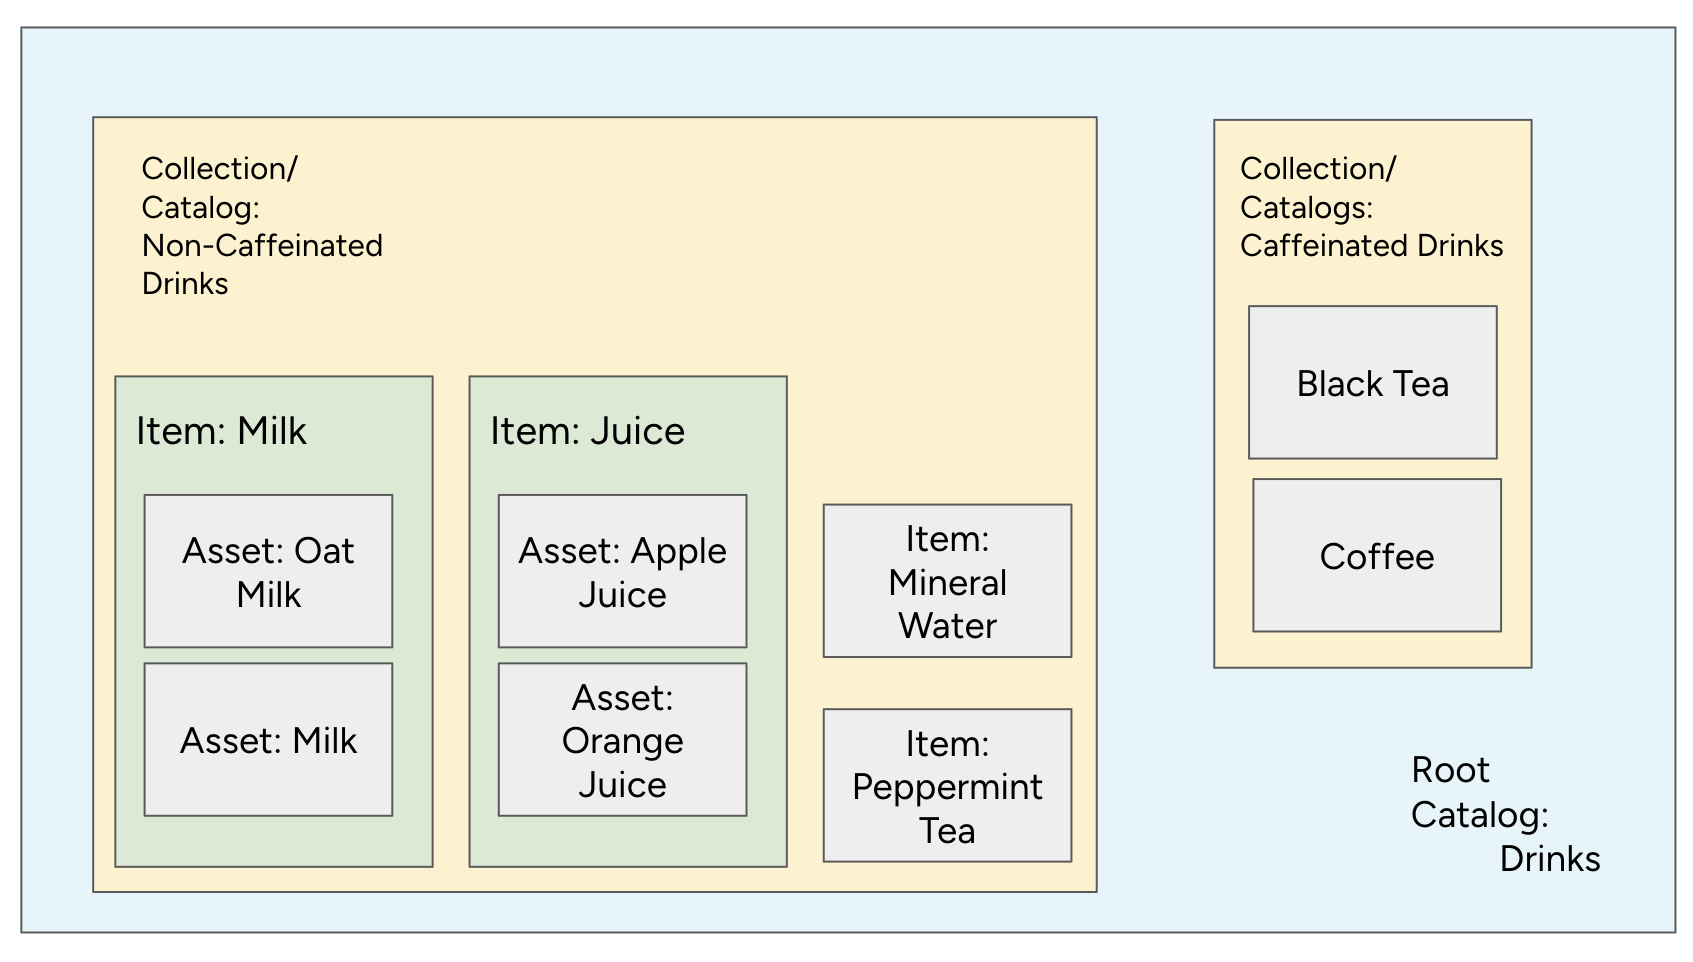 Collection/
Catalog:
Non-Caffeinated
Drinks
Item: Milk
Asset: Oat
Milk
Asset: Milk
Item: Juice
Asset: Apple
Juice
Asset:
Orange
Juice
Item:
Mineral
Water
Item:
Peppermint
Tea
Collection/
Catalogs:
Caffeinated Drinks
Black Tea
Coffee
Root
Catalog:
Drinks